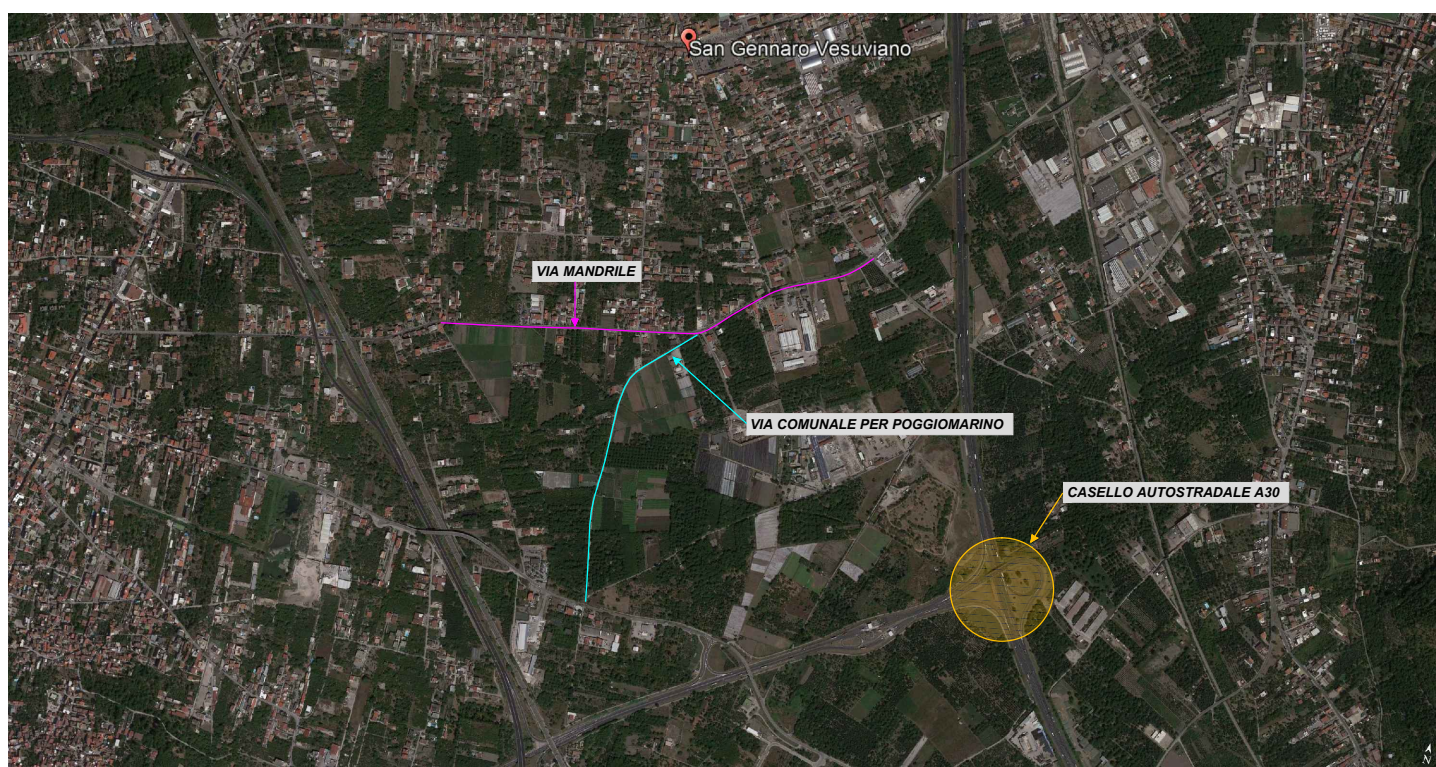 San Gennaro Vesuviano
VIA MANDRILE
VIA COMUNALE PER POGGIOMARINO
CASELLO AUTOSTRADALE A30
N